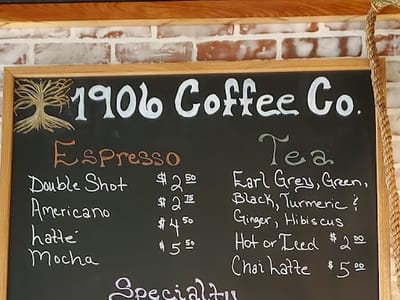 1906 Coffee Co.
Espresso
Double Shot $2.50
Americano $2.75
Latte $4.50
Mocha $5.50
Tea
Earl Grey, Green,
Black, Turmeric &
Ginger, Hibiscus
Hot or Iced $2.00
Chai Latte $5.00
Specialty